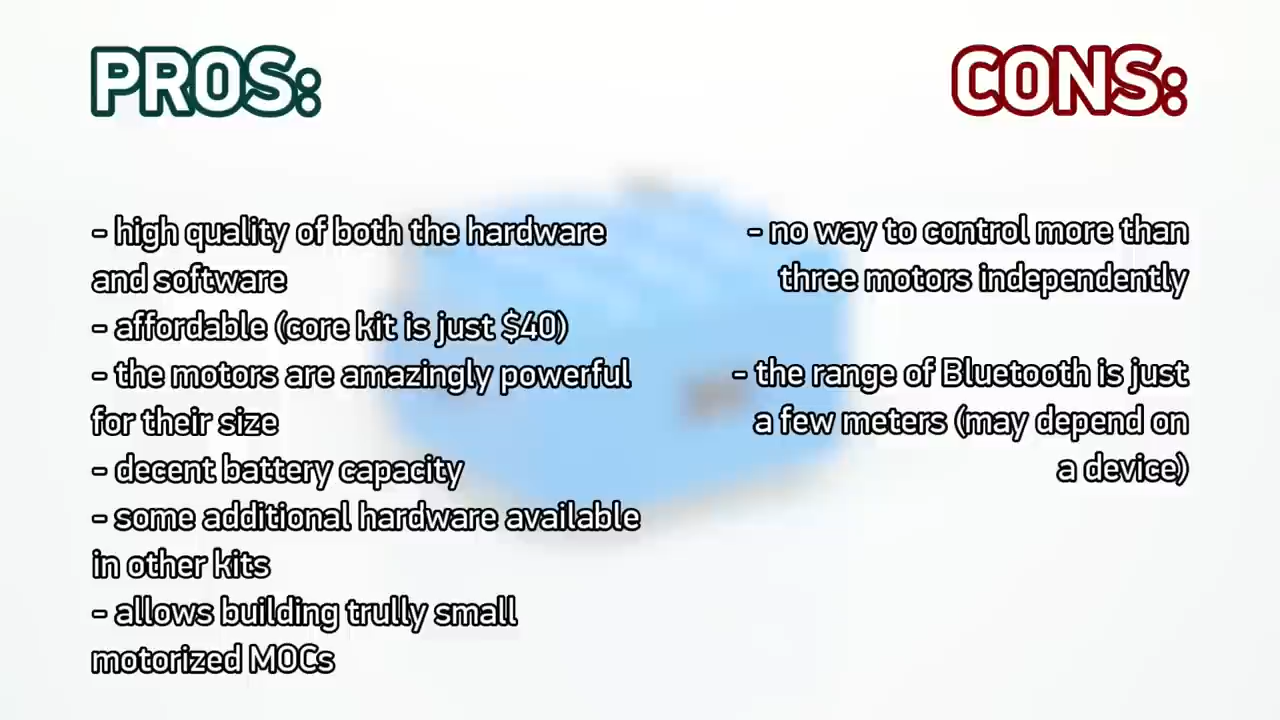 PROS:
- high quality of both the hardware
and software
- affordable (core kit is just $40)
- the motors are amazingly powerful
for their size
- decent battery capacity
- some additional hardware available
in other kits
- allows building trully small
motorized MOCs
CONS:
- no way to control more than
three motors independently
- the range of Bluetooth is just
a few meters (may depend on
a device)